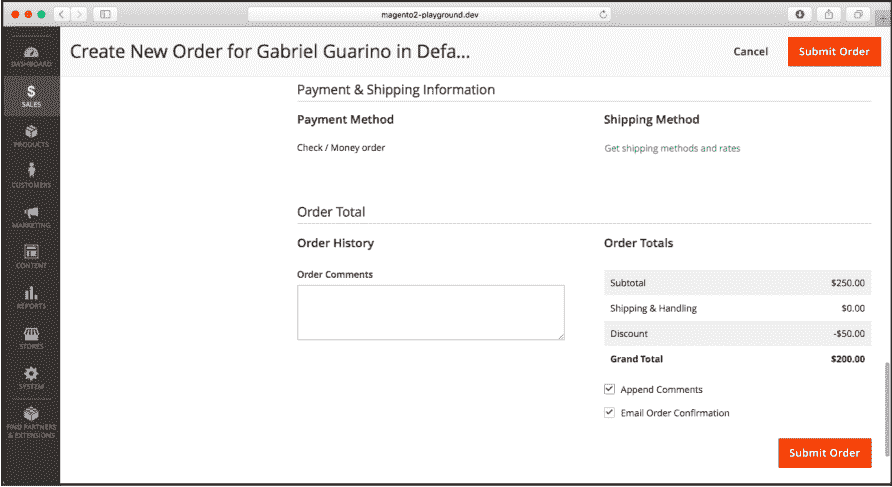 magento2-playground.dev
Create New Order for Gabriel Guarino in Defa...
Cancel
Submit Order
DASHBOARD
$
SALES
PRODUCTS
CUSTOMERS
MARKETING
CONTENT
REPORTS
STORES
SYSTEM
FIND PARTNERS
& EXTENSIONS
Payment & Shipping Information
Payment Method
Shipping Method
Check / Money order
Get shipping methods and rates
Order Total
Order History
Order Totals
Order Comments
Subtotal $250.00
Shipping & Handling $0.00
Discount -$50.00
Grand Total $200.00
Append Comments
Email Order Confirmation
Submit Order